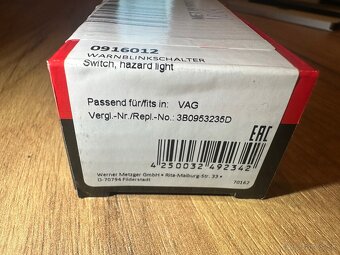 0916012
WARNBLINKSCHALTER
Switch, hazard light
Passend für/fits in: VAG
Vergl.-Nr./Repl.-No.: 3B0953235D
EAC
4 250032 492342
Werner Metzger GmbH • Rita-Maiburg-Str. 33 •
D-70794 Filderstadt
70167